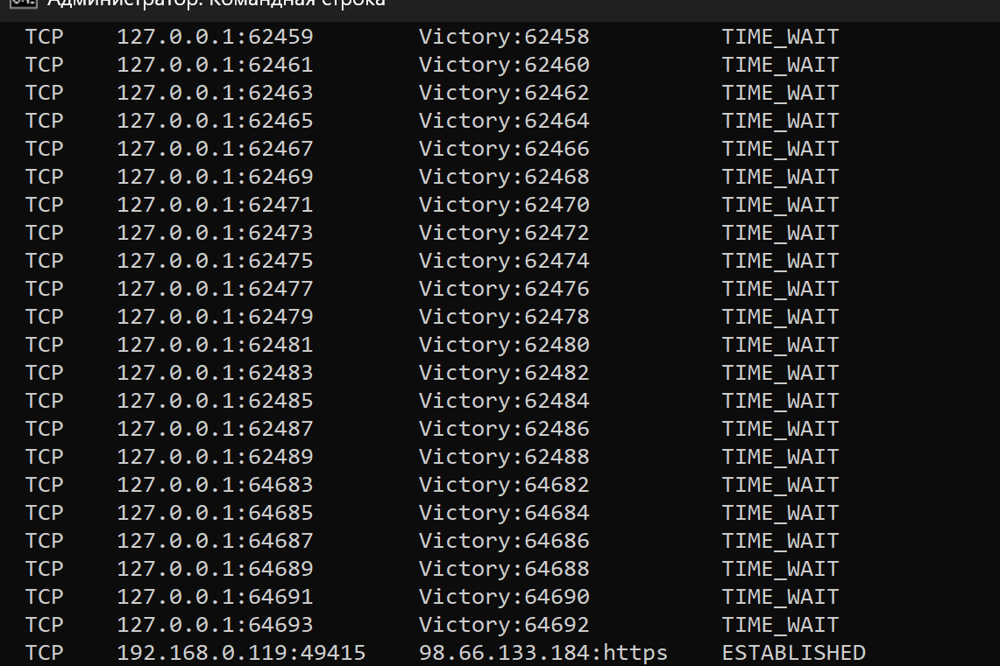 Администратор: Командная строка
TCP 127.0.0.1:62459 Victory:62458 TIME_WAIT
TCP 127.0.0.1:62461 Victory:62460 TIME_WAIT
TCP 127.0.0.1:62463 Victory:62462 TIME_WAIT
TCP 127.0.0.1:62465 Victory:62464 TIME_WAIT
TCP 127.0.0.1:62467 Victory:62466 TIME_WAIT
TCP 127.0.0.1:62469 Victory:62468 TIME_WAIT
TCP 127.0.0.1:62471 Victory:62470 TIME_WAIT
TCP 127.0.0.1:62473 Victory:62472 TIME_WAIT
TCP 127.0.0.1:62475 Victory:62474 TIME_WAIT
TCP 127.0.0.1:62477 Victory:62476 TIME_WAIT
TCP 127.0.0.1:62479 Victory:62478 TIME_WAIT
TCP 127.0.0.1:62481 Victory:62480 TIME_WAIT
TCP 127.0.0.1:62483 Victory:62482 TIME_WAIT
TCP 127.0.0.1:62485 Victory:62484 TIME_WAIT
TCP 127.0.0.1:62487 Victory:62486 TIME_WAIT
TCP 127.0.0.1:62489 Victory:62488 TIME_WAIT
TCP 127.0.0.1:64683 Victory:64682 TIME_WAIT
TCP 127.0.0.1:64685 Victory:64684 TIME_WAIT
TCP 127.0.0.1:64687 Victory:64686 TIME_WAIT
TCP 127.0.0.1:64689 Victory:64688 TIME_WAIT
TCP 127.0.0.1:64691 Victory:64690 TIME_WAIT
TCP 127.0.0.1:64693 Victory:64692 TIME_WAIT
TCP 192.168.0.119:49415 98.66.133.184:https ESTABLISHED